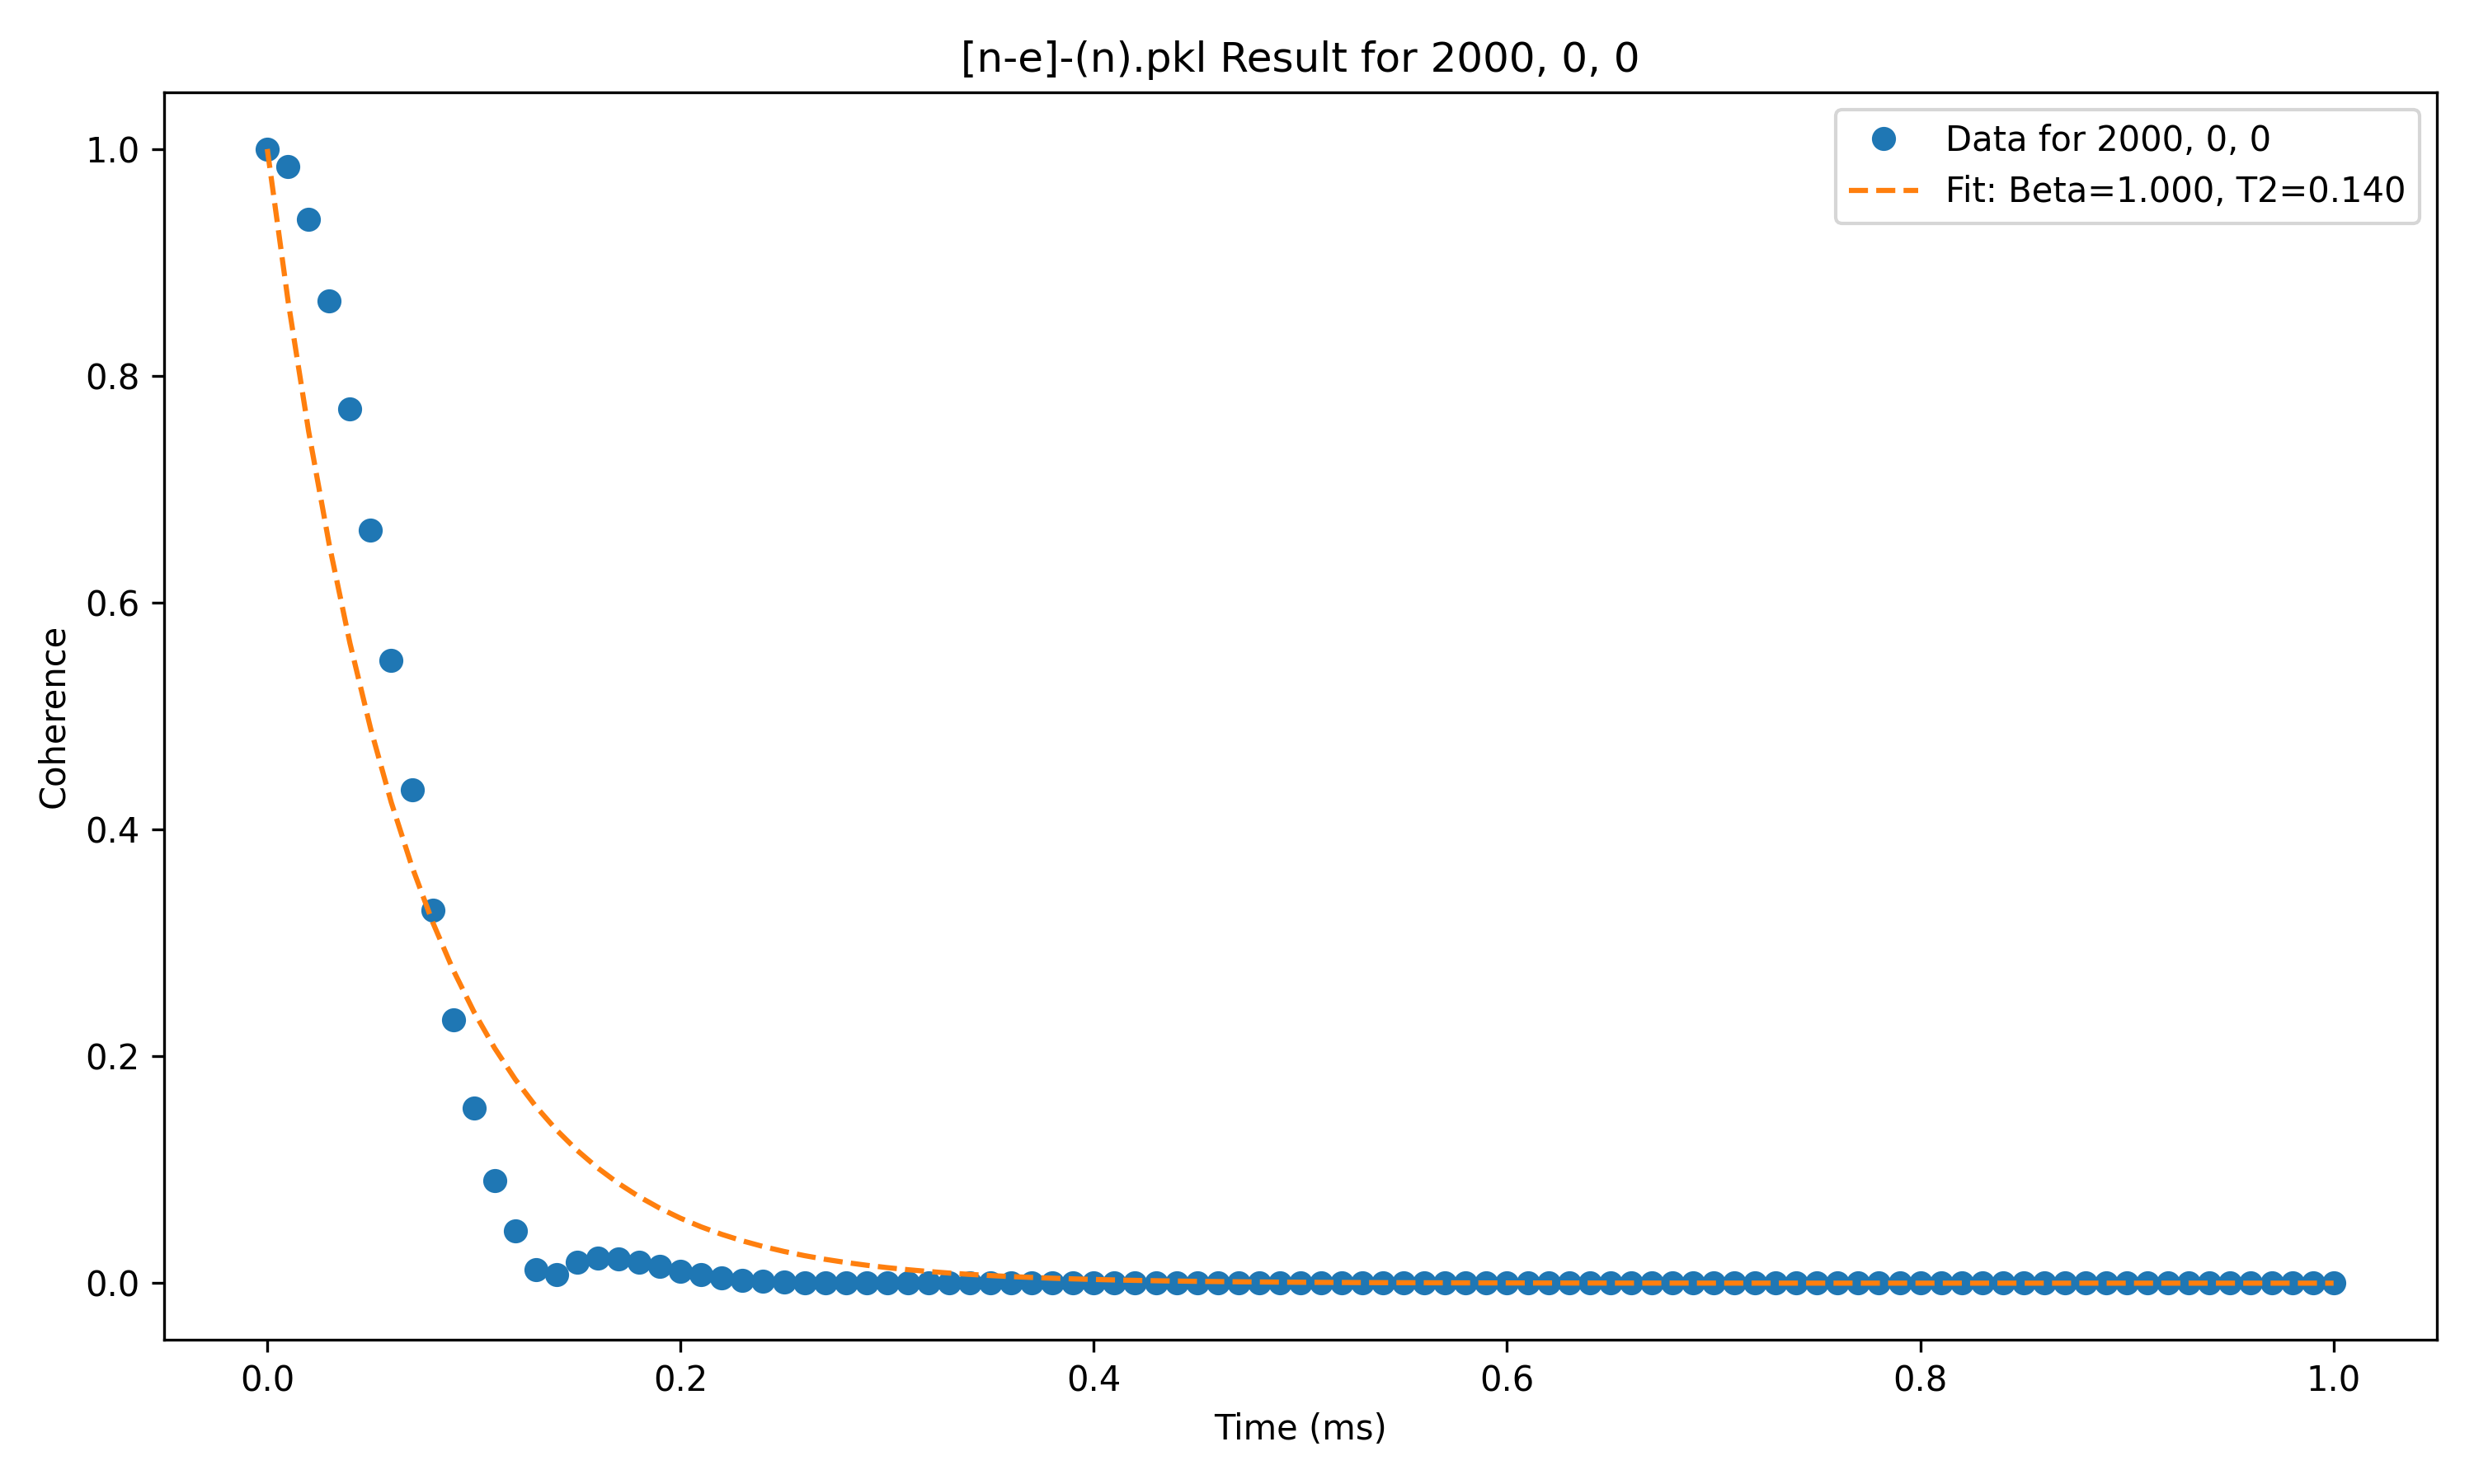 [n-e]-(n).pkl Result for 2000, 0, 0
Data for 2000, 0, 0
Fit: Beta=1.000, T2=0.140
Coherence
1.0
0.8
0.6
0.4
0.2
0.0
0.0 0.2 0.4 0.6 0.8 1.0
Time (ms)